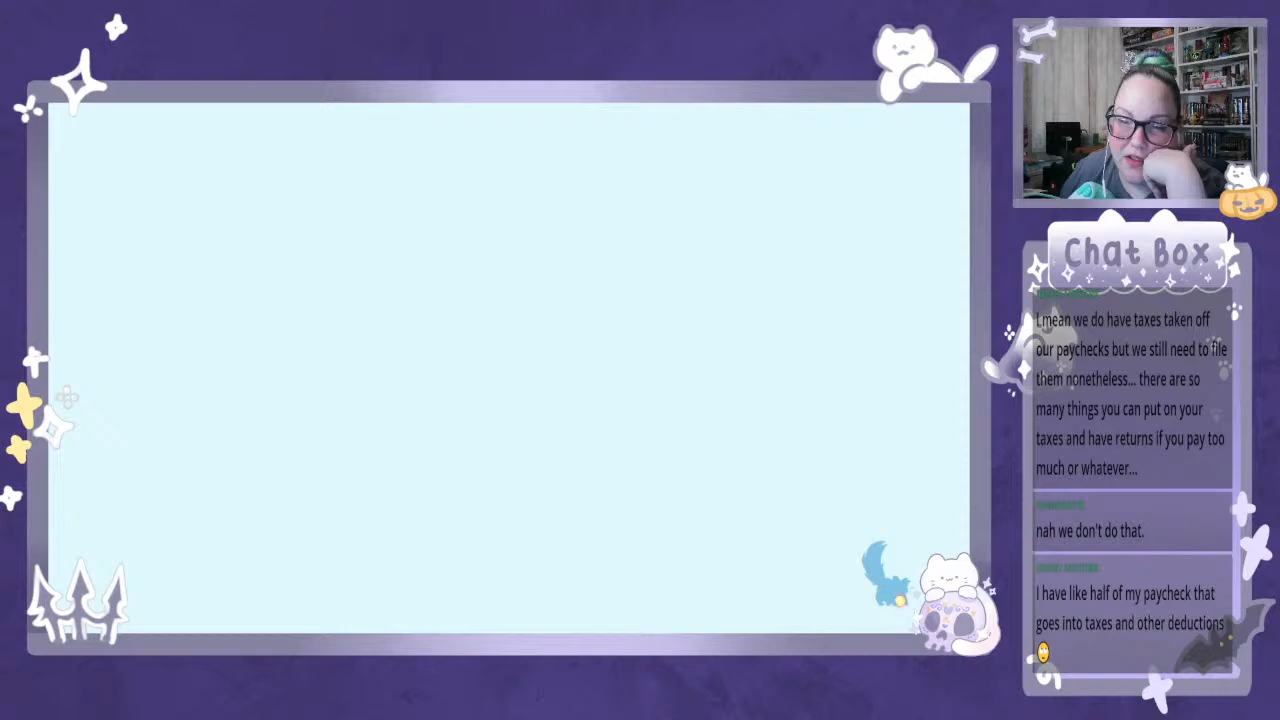 Chat Box
I mean we do have taxes taken off
our paychecks but we still need to file
them nonetheless... there are so
many things you can put on your
taxes and have returns if you pay too
much or whatever...
nah we don't do that.
I have like half of my paycheck that
goes into taxes and other deductions